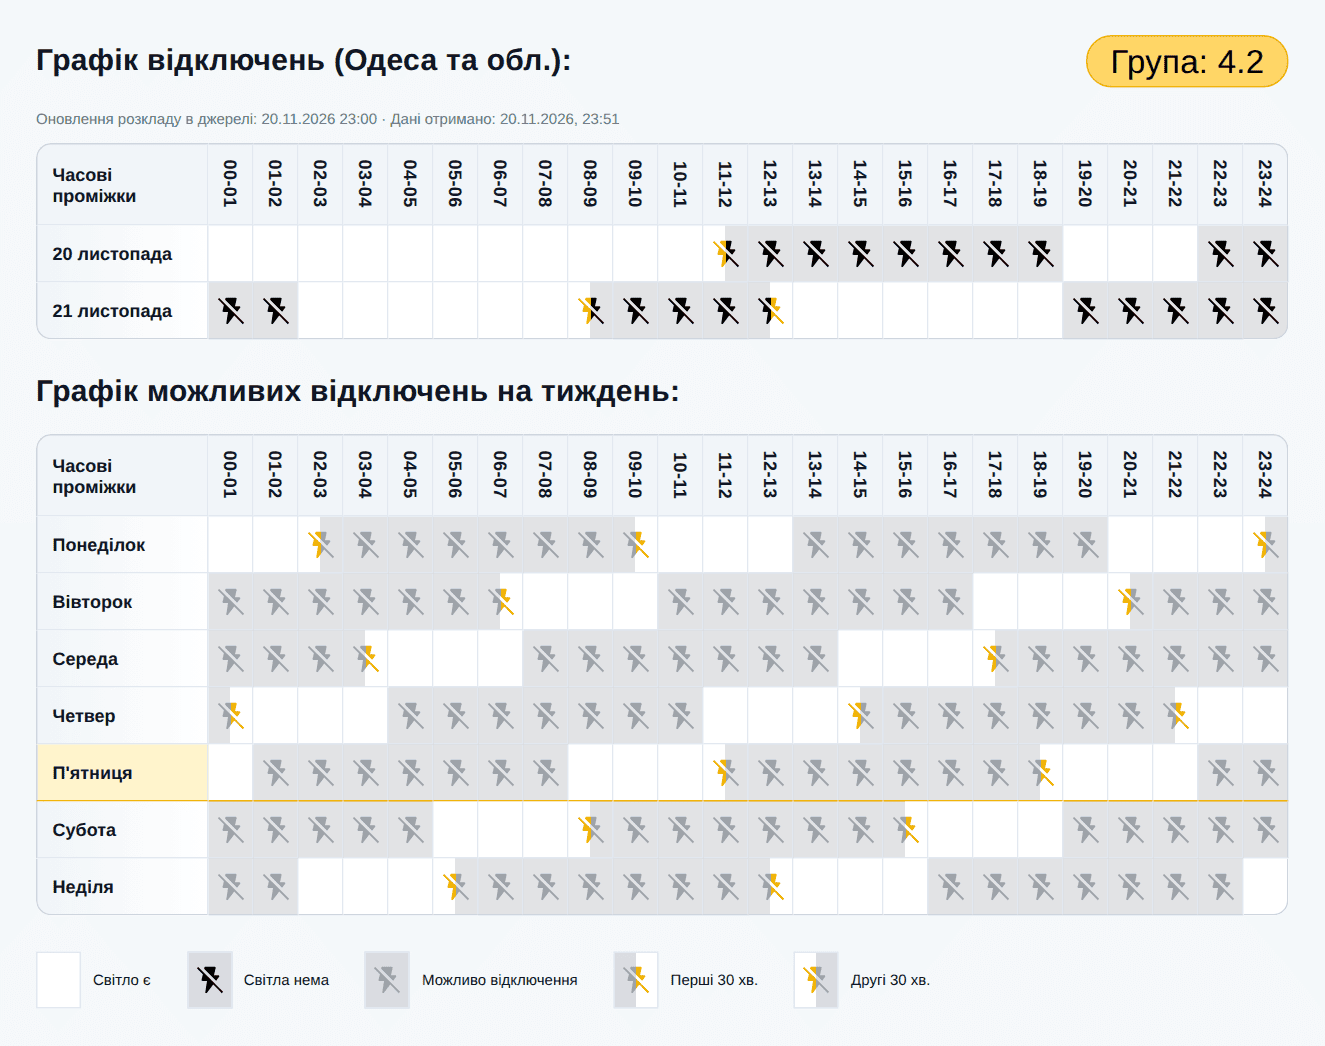 Графік відключень (Одеса та обл.):
Група: 4.2
Оновлення розкладу в джерелі: 20.11.2026 23:00 · Дані отримано: 20.11.2026, 23:51
Часові проміжки 00-01 01-02 02-03 03-04 04-05 05-06 06-07 07-08 08-09 09-10 10-11 11-12 12-13 13-14 14-15 15-16 16-17 17-18 18-19 19-20 20-21 21-22 22-23 23-24
20 листопада
21 листопада
Графік можливих відключень на тиждень:
Часові проміжки 00-01 01-02 02-03 03-04 04-05 05-06 06-07 07-08 08-09 09-10 10-11 11-12 12-13 13-14 14-15 15-16 16-17 17-18 18-19 19-20 20-21 21-22 22-23 23-24
Понеділок
Вівторок
Середа
Четвер
П'ятниця
Субота
Неділя
Світло є Світла нема Можливо відключення Перші 30 хв. Другі 30 хв.